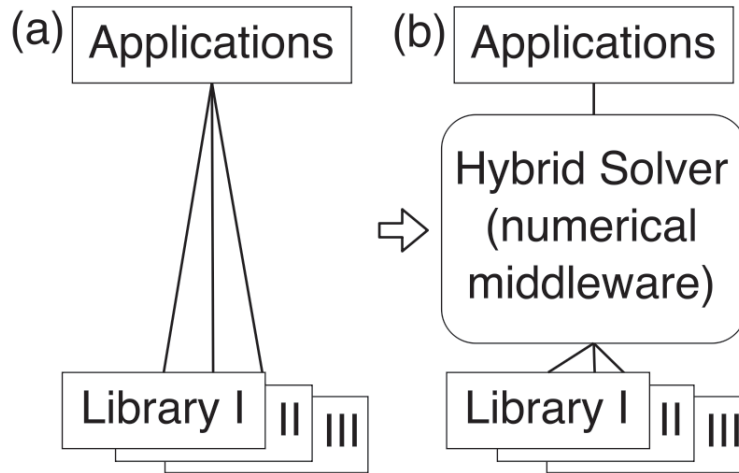 (a)
Applications
Library I
II
III
(b)
Applications
Hybrid Solver
(numerical
middleware)
Library I
II
III